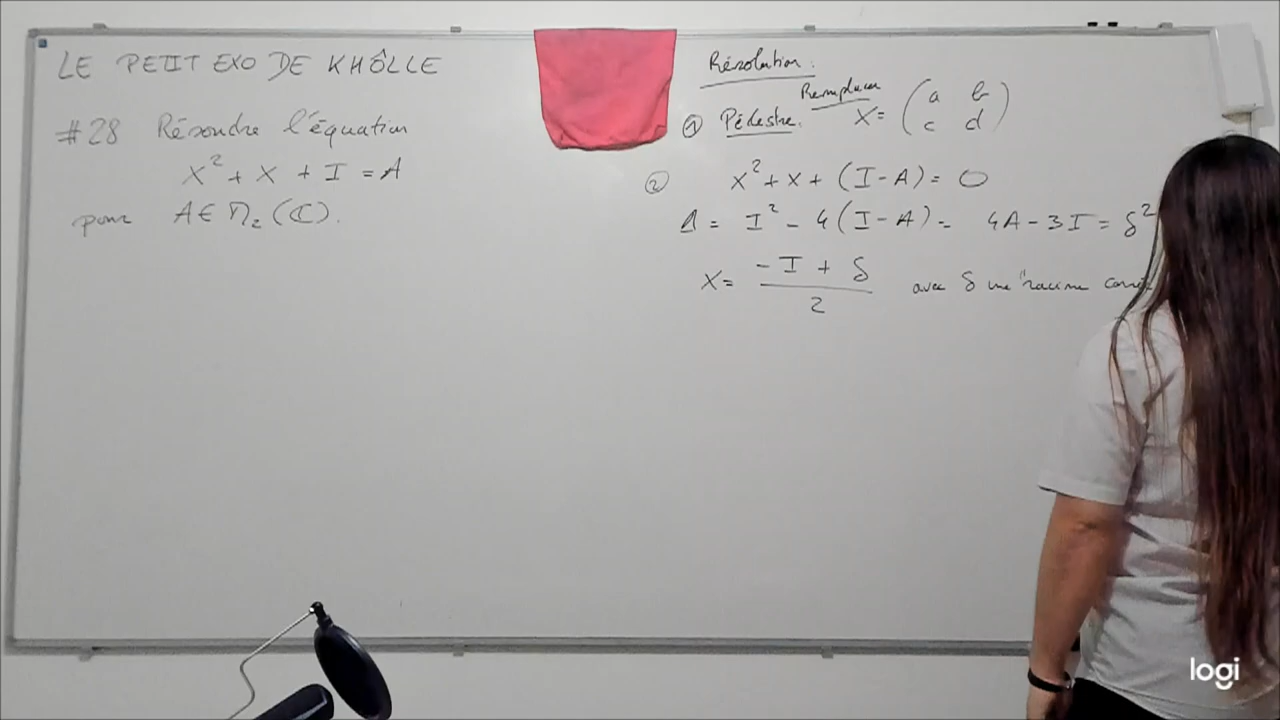 LE PETIT EXO DE KHÔLLE
#28 Résoudre l'équation
X² + X + I = A
pour A ∈ M₂(ℂ).
Résolution :
① Pédestre. Remplacer X = (a b
c d)
② X² + X + (I-A) = 0
Δ = I² - 4(I-A) = 4A - 3I = δ²
X = (-I + δ)/2 avec δ une "racine
logi